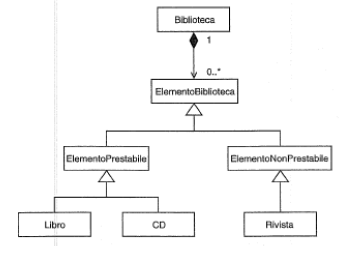 Biblioteca
1
0..*
ElementoBiblioteca
ElementoPrestabile
ElementoNonPrestabile
Libro
CD
Rivista